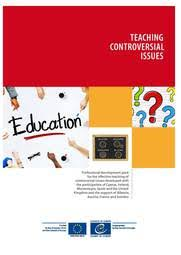 TEACHING
CONTROVERSIAL
ISSUES
Education
? ? ?
Professional development pack
for the effective teaching of
controversial issues developed with
the participation of Cyprus, Ireland,
Montenegro, Spain and the United
Kingdom and the support of Albania,
Austria, France and Sweden